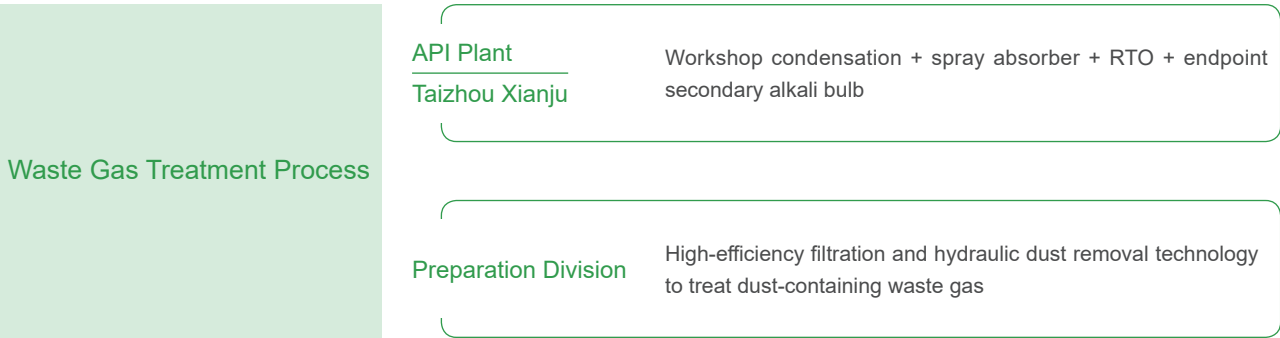 Waste Gas Treatment Process
API Plant
Taizhou Xianju
Workshop condensation + spray absorber + RTO + endpoint
secondary alkali bulb
Preparation Division
High-efficiency filtration and hydraulic dust removal technology
to treat dust-containing waste gas